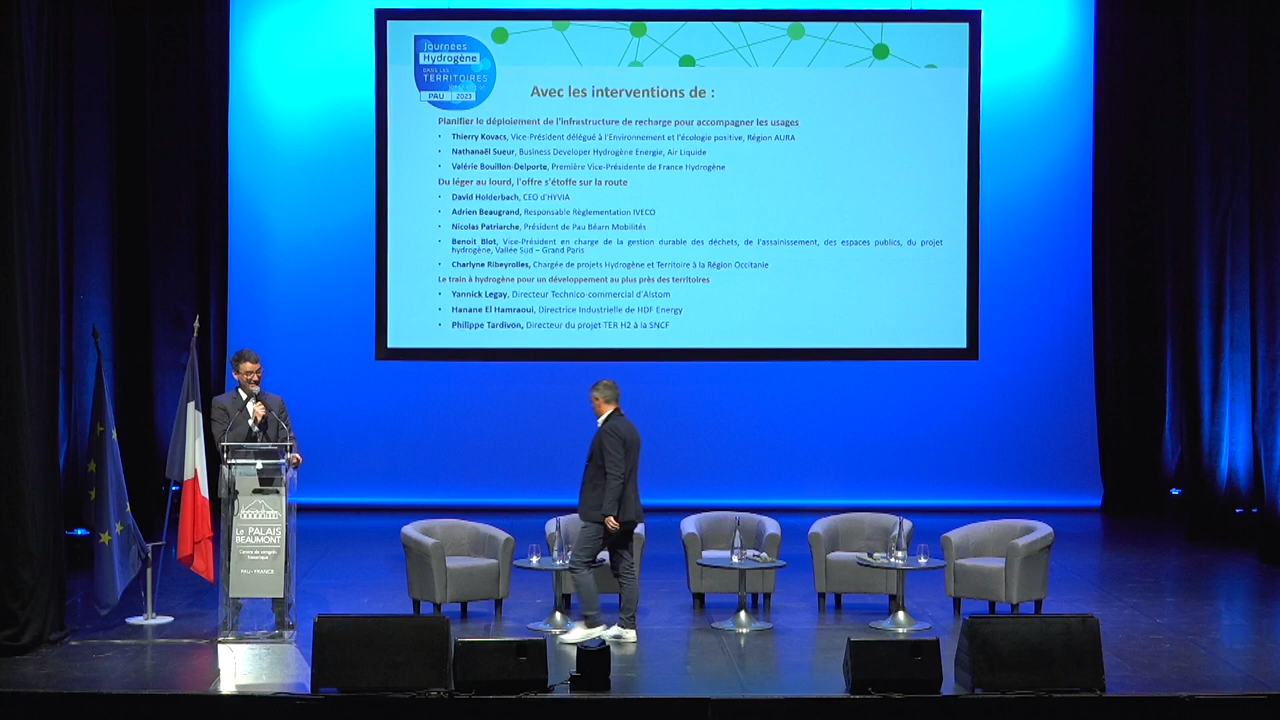 Journées
Hydrogène
DANS LES
TERRITOIRES
PAU 2023
Avec les interventions de :
Planifier le déploiement de l'infrastructure de recharge pour accompagner les usages
• Thierry Kovacs, Vice-Président délégué à l'Environnement et l'écologie positive, Région AURA
• Nathanaël Sueur, Business Developer Hydrogène Energie, Air Liquide
• Valérie Bouillon-Delporte, Première Vice-Présidente de France Hydrogène
Du léger au lourd, l'offre s'étoffe sur la route
• David Holderbach, CEO d'HYVIA
• Adrien Beaugrand, Responsable Règlementation IVECO
• Nicolas Patriarche, Président de Pau Béarn Mobilités
• Benoit Blot, Vice-Président en charge de la gestion durable des déchets, de l'assainissement, des espaces publics, du projet
hydrogène, Vallée Sud – Grand Paris
• Charlyne Ribeyrolles, Chargée de projets Hydrogène et Territoire à la Région Occitanie
Le train à hydrogène pour un développement au plus près des territoires
• Yannick Legay, Directeur Technico-commercial d'Alstom
• Hanane El Hamraoui, Directrice Industrielle de HDF Energy
• Philippe Tardivon, Directeur du projet TER H2 à la SNCF
Le PALAIS
BEAUMONT
Centre de congrès
historique
PAU - FRANCE